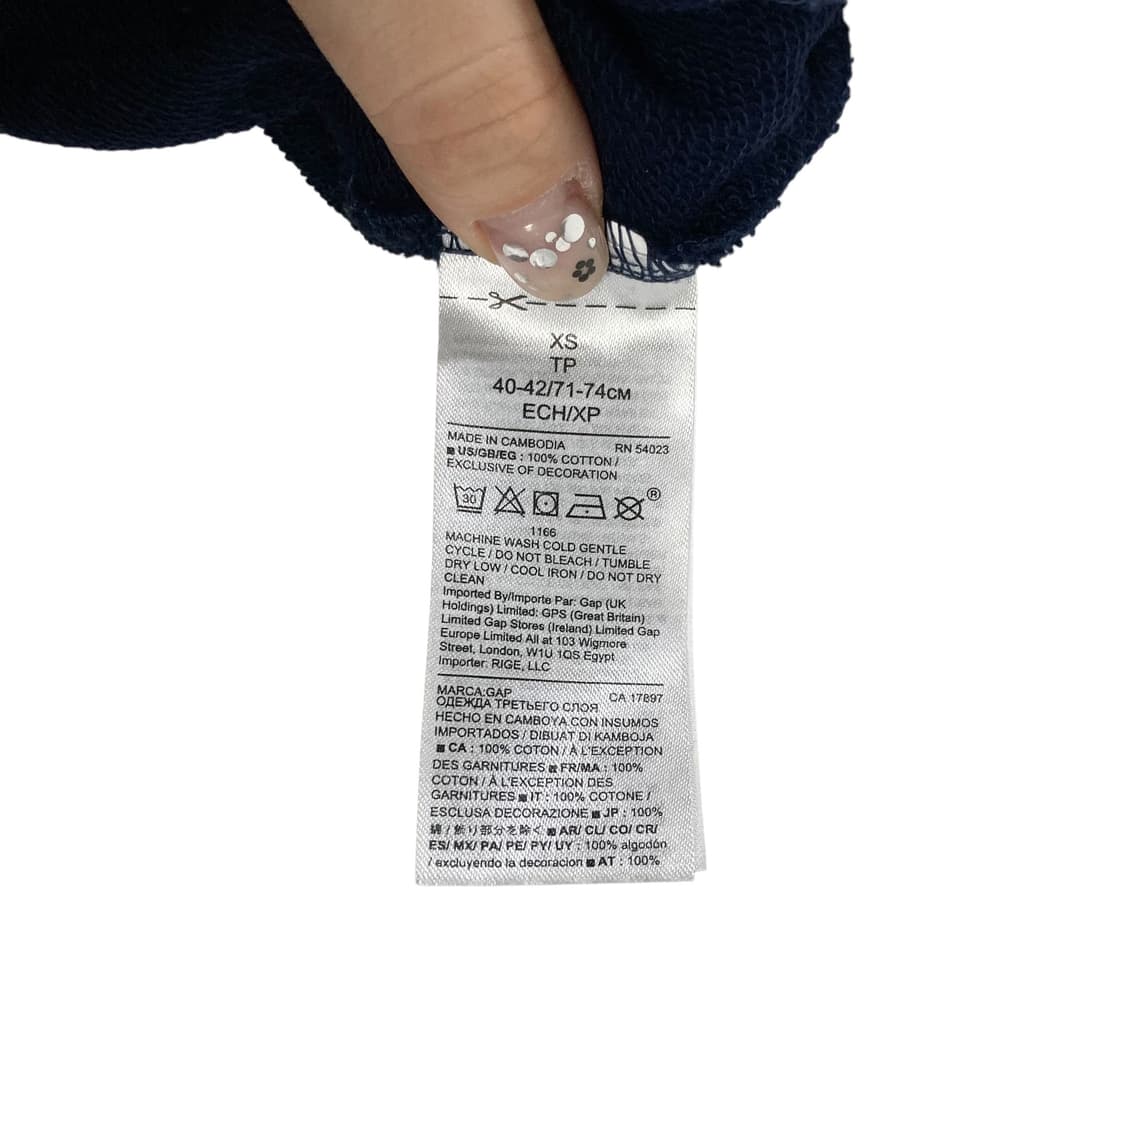 XS
TP
40-42/71-74CM
ECH/XP
MADE IN CAMBODIA RN 54023
■ US/GB/EG : 100% COTTON /
EXCLUSIVE OF DECORATION
30 ®
1166
MACHINE WASH COLD GENTLE
CYCLE / DO NOT BLEACH / TUMBLE
DRY LOW / COOL IRON / DO NOT DRY
CLEAN
Imported By/Importe Par: Gap (UK
Holdings) Limited: GPS (Great Britain)
Limited Gap Stores (Ireland) Limited Gap
Europe Limited All at 103 Wigmore
Street, London, W1U 1QS Egypt
Importer: RIGE, LLC
MARCA:GAP CA 17897
ОДЕЖДА ТРЕТЬЕГО СЛОЯ
HECHO EN CAMBOYA CON INSUMOS
IMPORTADOS / DIBUAT DI KAMBOJA
■ CA : 100% COTON / À L'EXCEPTION
DES GARNITURES ■ FR/MA : 100%
COTON / À L'EXCEPTION DES
GARNITURES ■ IT : 100% COTONE /
ESCLUSA DECORAZIONE ■ JP : 100%
綿 / 飾り部分を除く ■ AR/ CL/ CO/ CR/
ES/ MX/ PA/ PE/ PY/ UY : 100% algodón
/ excluyendo la decoracion ■ AT : 100%